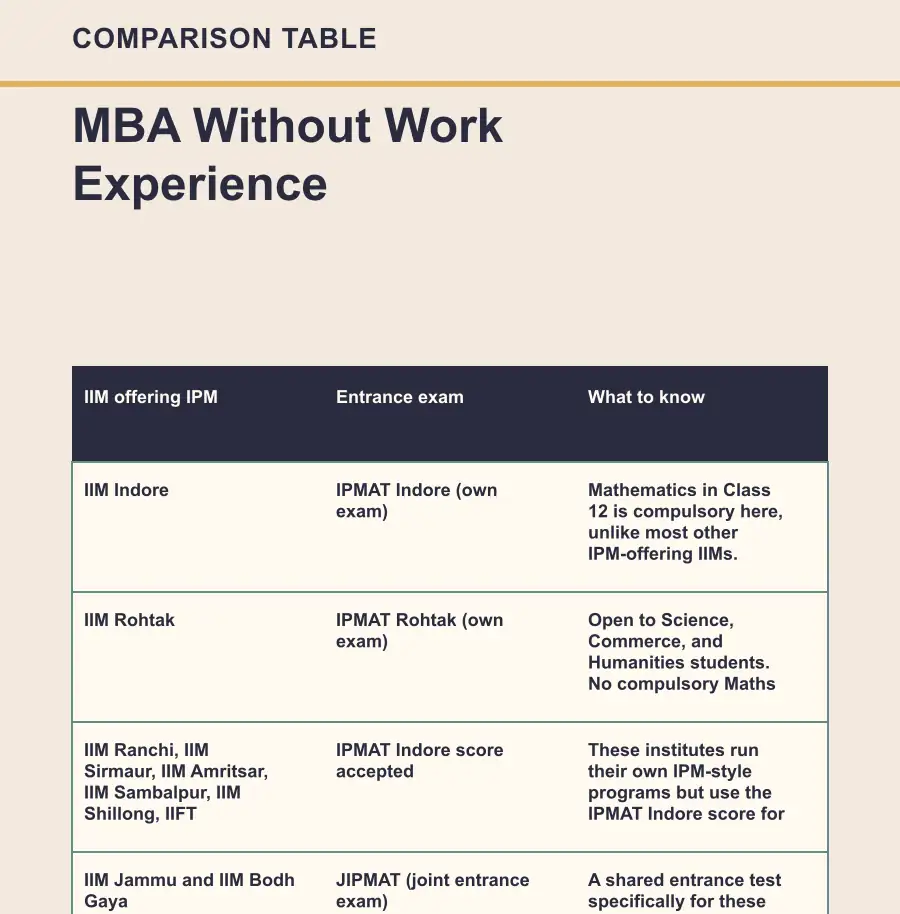 COMPARISON TABLE
MBA Without Work
Experience
IIM offering IPM
Entrance exam
What to know
IIM Indore
IPMAT Indore (own
exam)
Mathematics in Class
12 is compulsory here,
unlike most other
IPM-offering IIMs.
IIM Rohtak
IPMAT Rohtak (own
exam)
Open to Science,
Commerce, and
Humanities students.
No compulsory Maths
IIM Ranchi, IIM
Sirmaur, IIM Amritsar,
IIM Sambalpur, IIM
Shillong, IIFT
IPMAT Indore score
accepted
These institutes run
their own IPM-style
programs but use the
IPMAT Indore score for
IIM Jammu and IIM Bodh
Gaya
JIPMAT (joint entrance
exam)
A shared entrance test
specifically for these